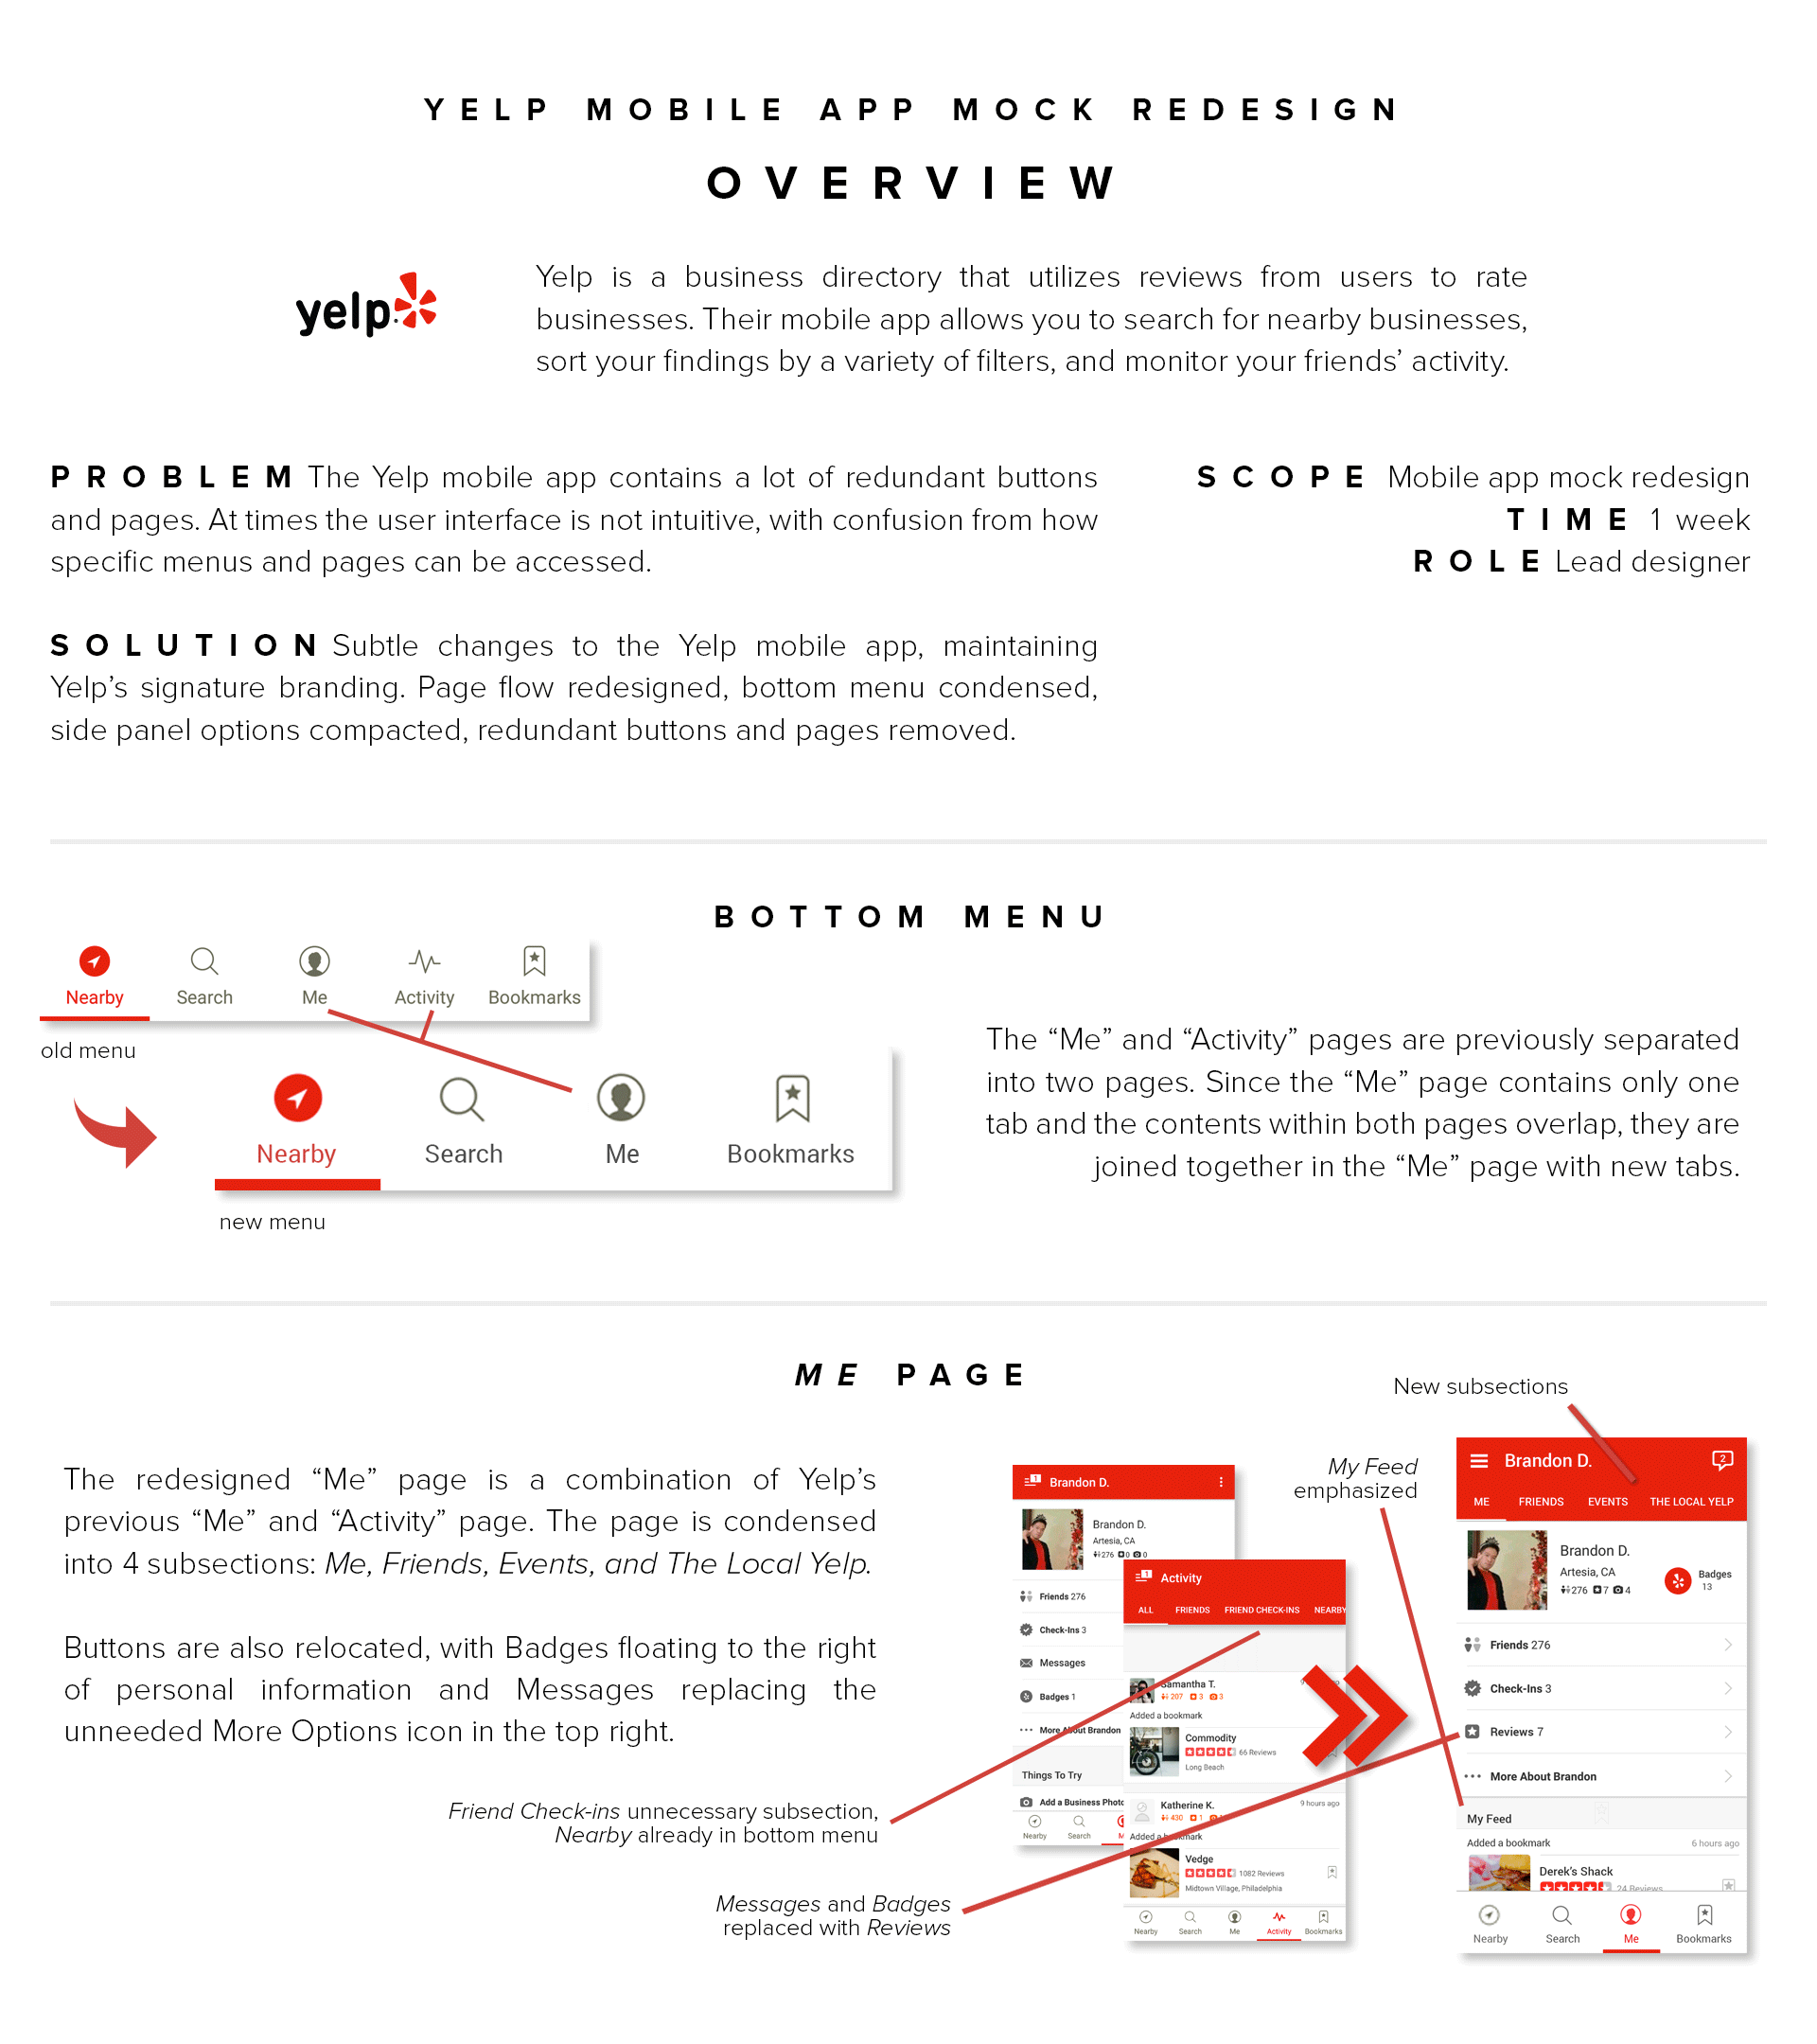 YELP MOBILE APP MOCK REDESIGN
OVERVIEW
yelp
Yelp is a business directory that utilizes reviews from users to rate
businesses. Their mobile app allows you to search for nearby businesses,
sort your findings by a variety of filters, and monitor your friends’ activity.
PROBLEM The Yelp mobile app contains a lot of redundant buttons
and pages. At times the user interface is not intuitive, with confusion from how
specific menus and pages can be accessed.
SCOPE Mobile app mock redesign
TIME 1 week
ROLE Lead designer
SOLUTION Subtle changes to the Yelp mobile app, maintaining
Yelp’s signature branding. Page flow redesigned, bottom menu condensed,
side panel options compacted, redundant buttons and pages removed.
BOTTOM MENU
Nearby Search Me Activity Bookmarks
old menu
Nearby Search Me Bookmarks
new menu
The “Me” and “Activity” pages are previously separated
into two pages. Since the “Me” page contains only one
tab and the contents within both pages overlap, they are
joined together in the “Me” page with new tabs.
ME PAGE
The redesigned “Me” page is a combination of Yelp’s
previous “Me” and “Activity” page. The page is condensed
into 4 subsections: Me, Friends, Events, and The Local Yelp.
Buttons are also relocated, with Badges floating to the right
of personal information and Messages replacing the
unneeded More Options icon in the top right.
Friend Check-ins unnecessary subsection,
Nearby already in bottom menu
Messages and Badges
replaced with Reviews
New subsections
My Feed
emphasized
1 Brandon D.
Brandon D.
Artesia, CA
276 0 0
Friends 276
Check-Ins 3
Messages
Badges 1
More About Brandon
Things To Try
Add a Business Photo
Nearby Search
1 Activity
ALL FRIENDS FRIEND CHECK-INS NEARBY
Samantha T.
207 3 3
Added a bookmark
Commodity
66 Reviews
Long Beach
Katherine K. 9 hours ago
430 1
Added a bookmark
Vedge
1082 Reviews
Midtown Village, Philadelphia
Nearby Search Me Activity Bookmarks
Brandon D. 2
ME FRIENDS EVENTS THE LOCAL YELP
Brandon D.
Artesia, CA
276 7 4
Badges
13
Friends 276
Check-Ins 3
Reviews 7
More About Brandon
My Feed
Added a bookmark 6 hours ago
Derek’s Shack
24 Reviews
Nearby Search Me Bookmarks